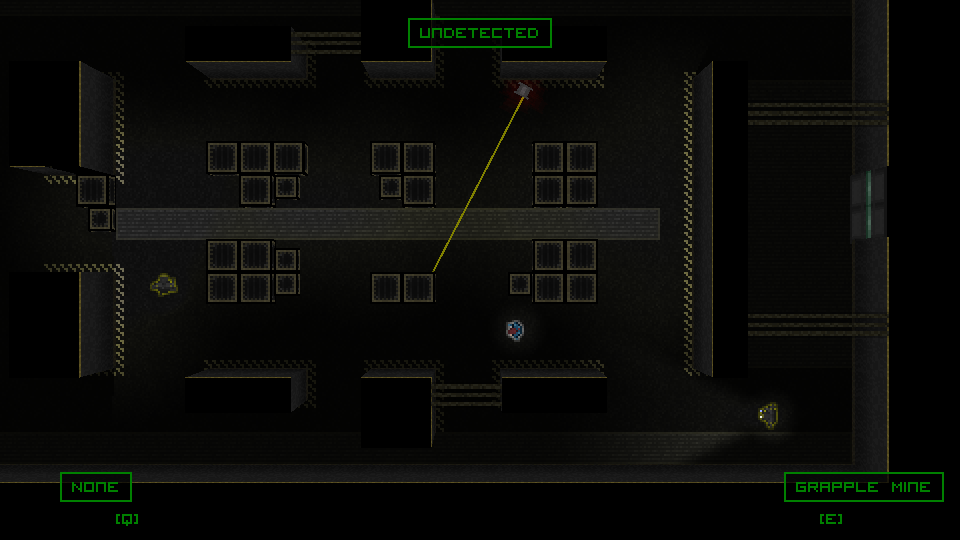 UNDETECTED
NONE
GRAPPLE MINE
[Q]
[E]